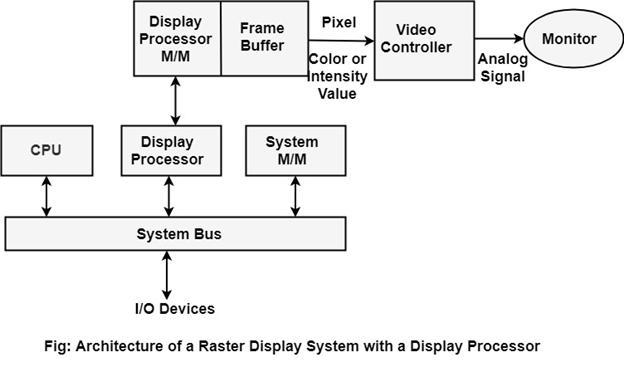 Display
Processor
M/M
Frame
Buffer
Pixel
Color or
Intensity
Value
Video
Controller
Analog
Signal
Monitor
CPU
Display
Processor
System
M/M
System Bus
I/O Devices
Fig: Architecture of a Raster Display System with a Display Processor